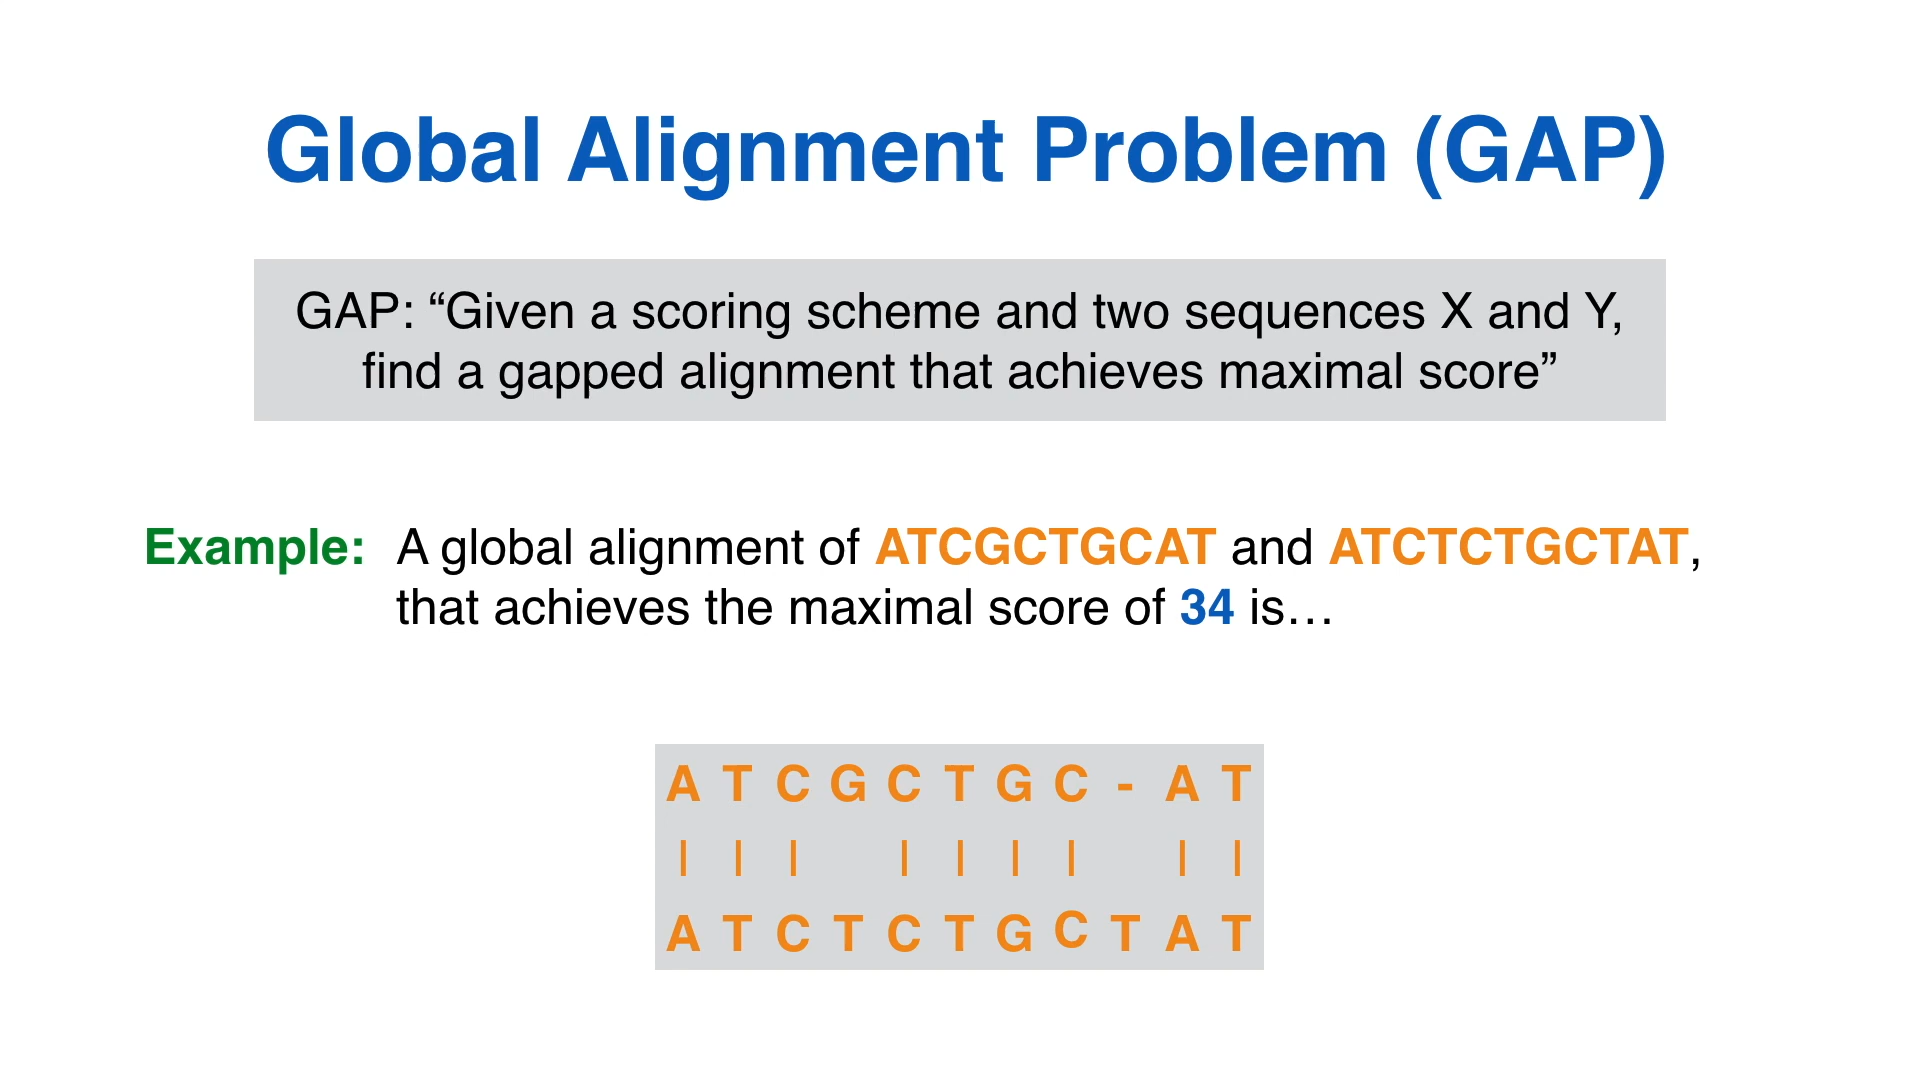 Global Alignment Problem (GAP)
GAP: “Given a scoring scheme and two sequences X and Y,
find a gapped alignment that achieves maximal score”
Example: A global alignment of ATCGCTGCAT and ATCTCTGCTAT,
that achieves the maximal score of 34 is…
A T C G C T G C - A T
| | | | | | | | |
A T C T C T G C T A T